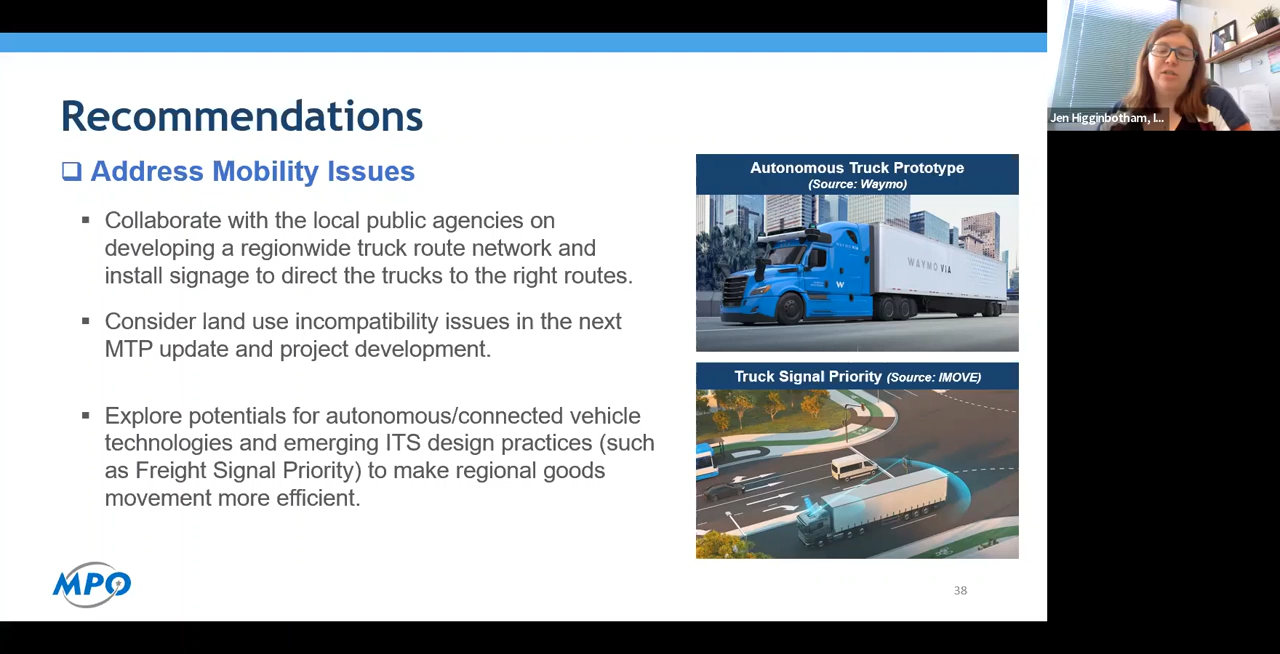 Recommendations
Address Mobility Issues
Collaborate with the local public agencies on
developing a regionwide truck route network and
install signage to direct the trucks to the right routes.
Consider land use incompatibility issues in the next
MTP update and project development.
Explore potentials for autonomous/connected vehicle
technologies and emerging ITS design practices (such
as Freight Signal Priority) to make regional goods
movement more efficient.
MPO
Autonomous Truck Prototype
(Source: Waymo)
WAYMO VIA
W
Truck Signal Priority (Source: IMOVE)
38
Jen Higginbotham, I...